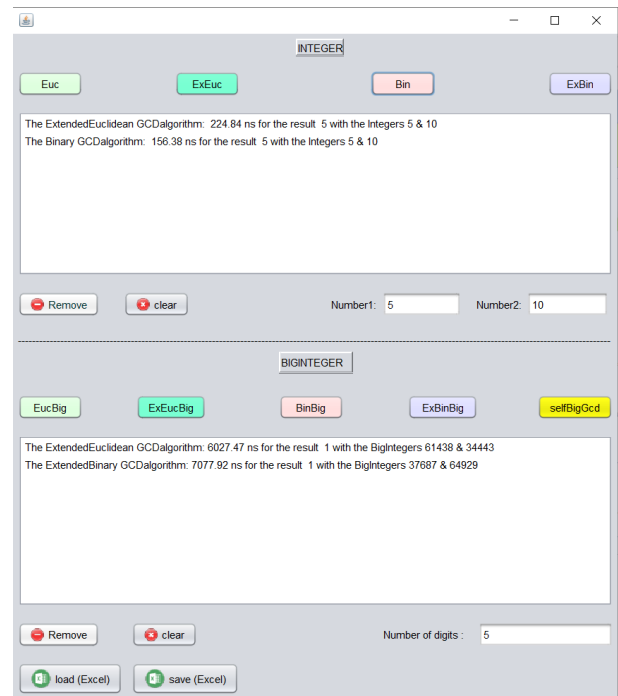 INTEGER
Euc ExEuc Bin ExBin
The ExtendedEuclidean GCDalgorithm:  224.84 ns for the result  5 with the Integers 5 & 10
The Binary GCDalgorithm:  156.38 ns for the result  5 with the Integers 5 & 10
Remove clear Number1: 5 Number2: 10
BIGINTEGER
EucBig ExEucBig BinBig ExBinBig selfBigGcd
The ExtendedEuclidean GCDalgorithm: 6027.47 ns for the result  1 with the BigIntegers 61438 & 34443
The ExtendedBinary GCDalgorithm: 7077.92 ns for the result  1 with the BigIntegers 37687 & 64929
Remove clear Number of digits : 5
load (Excel) save (Excel)